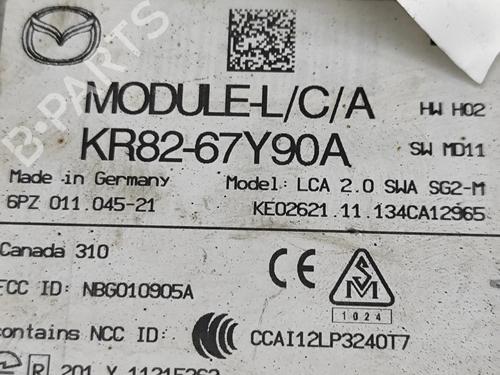 MODULE-L/C/A
HW H02
KR82-67Y90A
SW MD11
Made in Germany
Model: LCA 2.0 SWA SG2-M
6PZ 011.045-21
KE02621.11.134CA12965
Canada 310
FCC ID: NBG010905A
CE
S M
1024
contains NCC ID:
CCAI12LP3240T7
R
B-PARTS